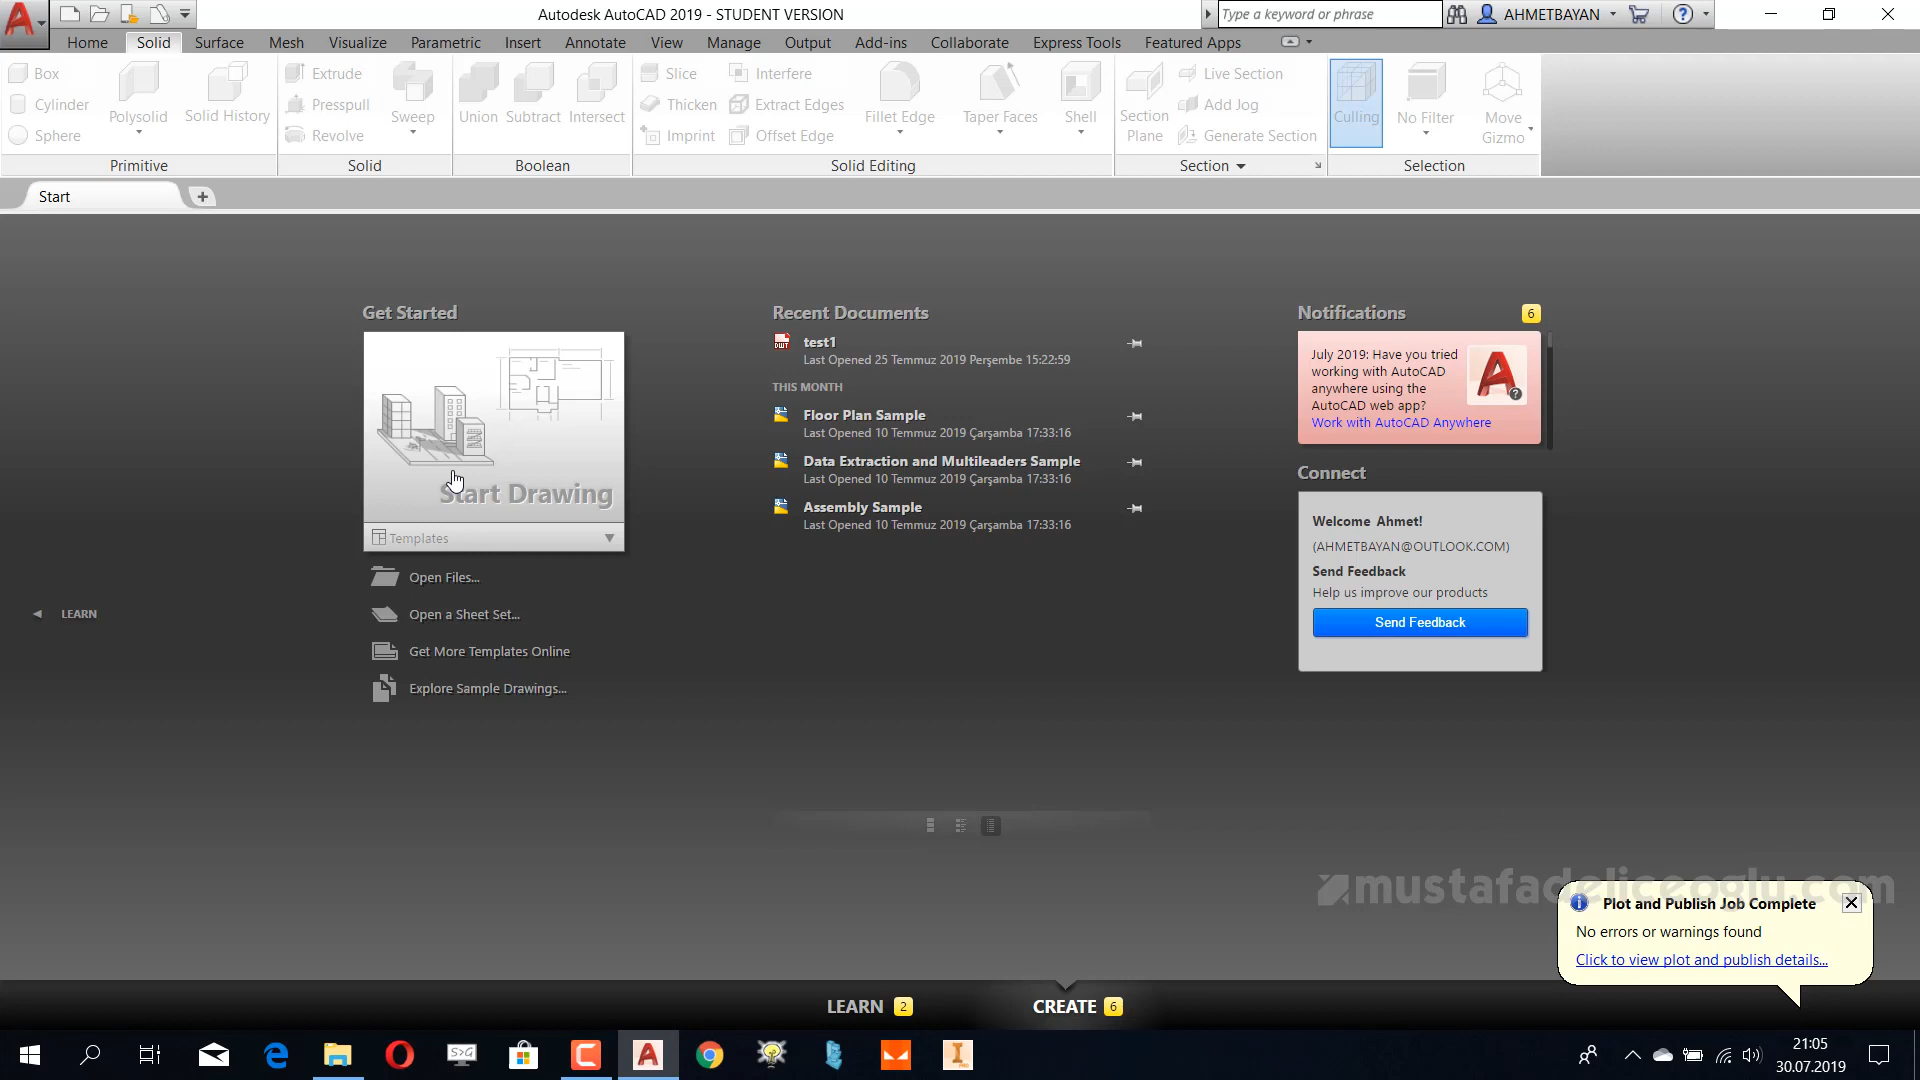 Autodesk AutoCAD 2019 - STUDENT VERSION
Type a keyword or phrase
AHMETBAYAN
Home Solid Surface Mesh Visualize Parametric Insert Annotate View Manage Output Add-ins Collaborate Express Tools Featured Apps
Box
Cylinder
Sphere
Polysolid
Solid History
Primitive
Extrude
Presspull
Revolve
Sweep
Solid
Union
Subtract
Intersect
Boolean
Slice
Thicken
Imprint
Interfere
Extract Edges
Offset Edge
Fillet Edge
Taper Faces
Shell
Solid Editing
Section
Plane
Live Section
Add Jog
Generate Section
Section
Culling
No Filter
Move
Gizmo
Selection
Start
Get Started
Start Drawing
Templates
Open Files...
Open a Sheet Set...
Get More Templates Online
Explore Sample Drawings...
LEARN
Recent Documents
test1
Last Opened 25 Temmuz 2019 Perşembe 15:22:59
THIS MONTH
Floor Plan Sample
Last Opened 10 Temmuz 2019 Çarşamba 17:33:16
Data Extraction and Multileaders Sample
Last Opened 10 Temmuz 2019 Çarşamba 17:33:16
Assembly Sample
Last Opened 10 Temmuz 2019 Çarşamba 17:33:16
Notifications 6
July 2019: Have you tried
working with AutoCAD
anywhere using the
AutoCAD web app?
Work with AutoCAD Anywhere
Connect
Welcome Ahmet!
(AHMETBAYAN@OUTLOOK.COM)
Send Feedback
Help us improve our products
Send Feedback
mustafadeliceoglu.com
Plot and Publish Job Complete
No errors or warnings found
Click to view plot and publish details...
LEARN 2
CREATE 6
21:05
30.07.2019